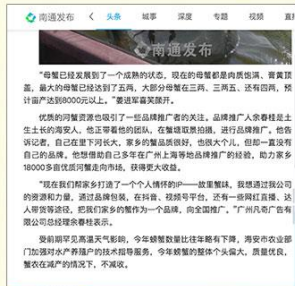 南通发布
头条 城事 深度 专题 视频
南通发布
“母蟹已经发展到了一个成熟的状态，现在的母蟹都是肉质饱满、膏黄顶
盖，最大的母蟹已经达到了五两，大部分母蟹在三两、三两五、还有四两，预
计亩产达到8000元以上。”姜进军喜笑颜开。
优质的河蟹资源也吸引了一些品牌推广者的关注。品牌推广人余春桂是土
生土长的海安人，他正带着他的团队，在蟹塘取景拍摄，进行品牌推广。他告
诉记者，自己在里下河长大，家乡的蟹品质很好，也很大个儿，但却一直没有
自己的品牌。他想借助自己多年在广州上海等地品牌推广的经验，助力家乡
18000多亩优质河蟹走向市场，获得更大收益。
“现在我们帮家乡打造了一个个人情怀的IP——故里蟹味，我想通过我公司
的资源和力量，通过品牌包装，在抖音、视频号平台，还有一些网红直播、达
人带货等途径，把我们家乡的蟹作为一个品牌，向全国推广。”广州凡奇广告有
限公司总经理余春桂表示。
受前期罕见高温天气影响，今年螃蟹数量比往年略有下降，海安市农业部
门加强对水产养殖户的技术指导服务，今年螃蟹的整体个头偏大，质量优良，
蟹农在减产的情况下，不减收。